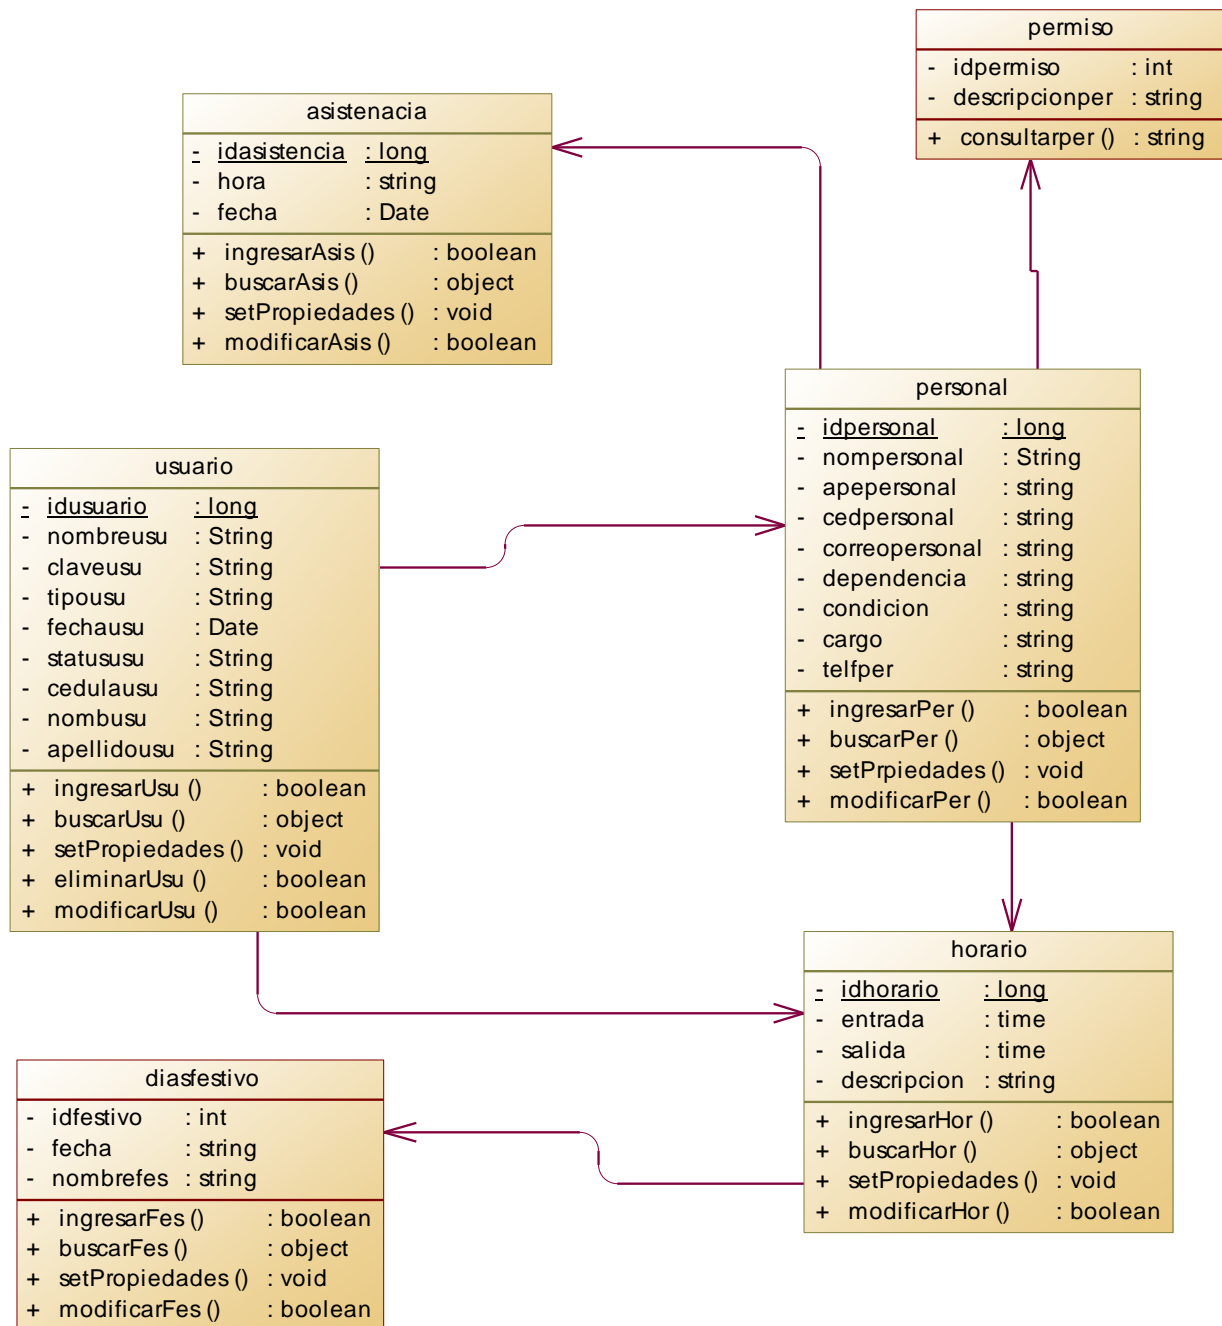 permiso
- idpermiso : int
- descripcionper : string
+ consultarper () : string
asistenacia
- idasistencia : long
- hora : string
- fecha : Date
+ ingresarAsis () : boolean
+ buscarAsis () : object
+ setPropiedades () : void
+ modificarAsis () : boolean
personal
- idpersonal : long
- nompersonal : String
- apepersonal : string
- cedpersonal : string
- correopersonal : string
- dependencia : string
- condicion : string
- cargo : string
- telfper : string
+ ingresarPer () : boolean
+ buscarPer () : object
+ setPrpiedades () : void
+ modificarPer () : boolean
usuario
- idusuario : long
- nombreusu : String
- claveusu : String
- tipousu : String
- fechausu : Date
- statususu : String
- cedulausu : String
- nombusu : String
- apellidousu : String
+ ingresarUsu () : boolean
+ buscarUsu () : object
+ setPropiedades () : void
+ eliminarUsu () : boolean
+ modificarUsu () : boolean
horario
- idhorario : long
- entrada : time
- salida : time
- descripcion : string
+ ingresarHor () : boolean
+ buscarHor () : object
+ setPropiedades () : void
+ modificarHor () : boolean
diasfestivo
- idfestivo : int
- fecha : string
- nombrefes : string
+ ingresarFes () : boolean
+ buscarFes () : object
+ setPropiedades () : void
+ modificarFes () : boolean